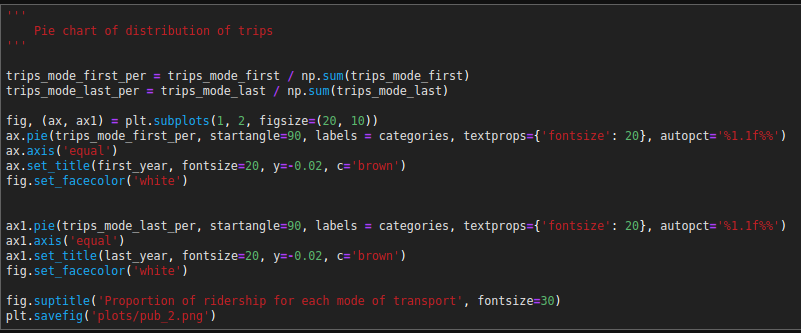 '''
    Pie chart of distribution of trips
'''
trips_mode_first_per = trips_mode_first / np.sum(trips_mode_first)
trips_mode_last_per = trips_mode_last / np.sum(trips_mode_last)
fig, (ax, ax1) = plt.subplots(1, 2, figsize=(20, 10))
ax.pie(trips_mode_first_per, startangle=90, labels = categories, textprops={'fontsize': 20}, autopct='%1.1f%%')
ax.axis('equal')
ax.set_title(first_year, fontsize=20, y=-0.02, c='brown')
fig.set_facecolor('white')
ax1.pie(trips_mode_last_per, startangle=90, labels = categories, textprops={'fontsize': 20}, autopct='%1.1f%%')
ax1.axis('equal')
ax1.set_title(last_year, fontsize=20, y=-0.02, c='brown')
fig.set_facecolor('white')
fig.suptitle('Proportion of ridership for each mode of transport', fontsize=30)
plt.savefig('plots/pub_2.png')